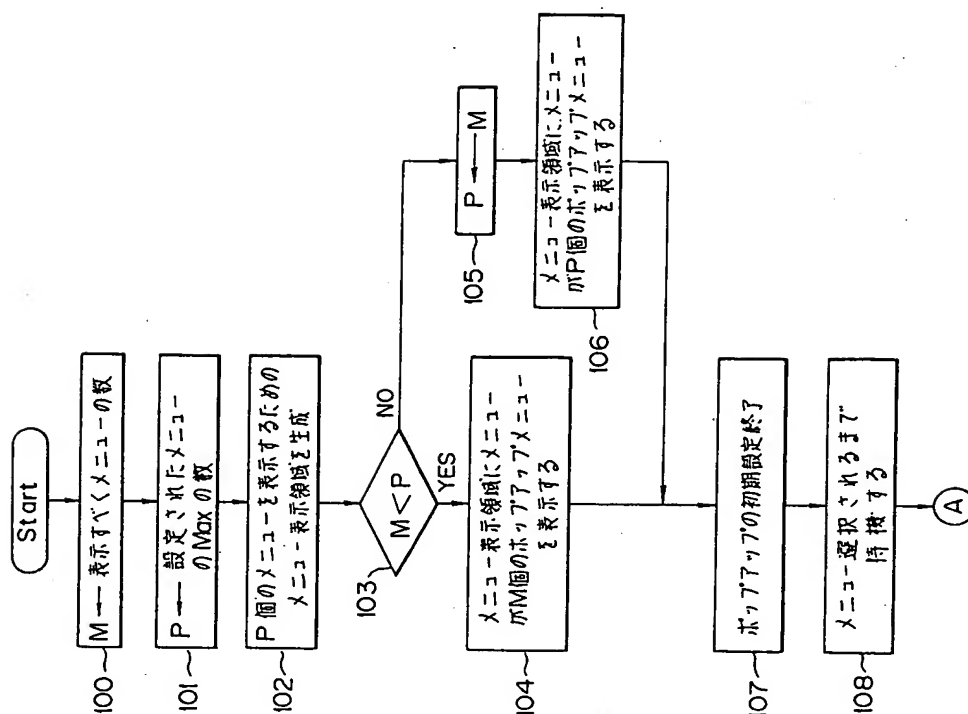 Start
100
M ← 表示すべくメニューの数
101
P ← 設定されたメニュー
のMaxの数
102
P個のメニューを表示するための
メニュー表示領域を生成
103
M<P
NO
YES
105
P ← M
104
メニュー表示領域にメニュー
がM個のポップアップメニュー
を表示する
106
メニュー表示領域にメニュー
がP個のポップアップメニュー
を表示する
107
ポップアップの初期設定終了
108
メニュー選択されるまで
待機する
A